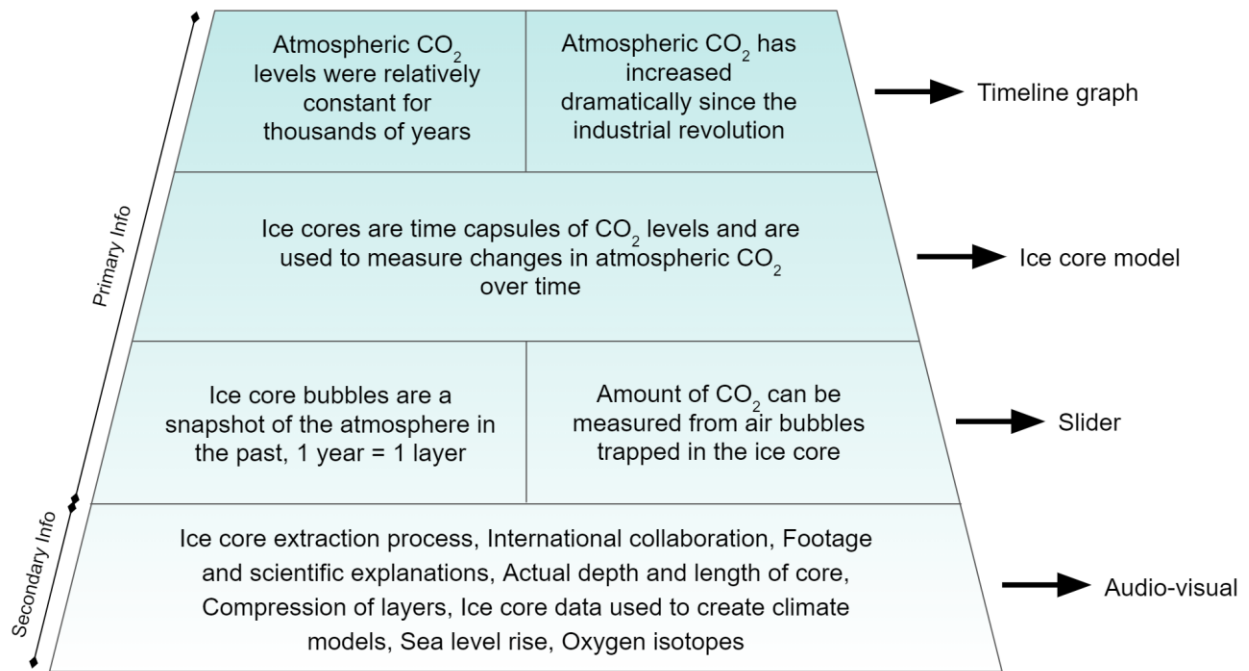 Atmospheric CO₂
levels were relatively
constant for
thousands of years
Atmospheric CO₂ has
increased
dramatically since the
industrial revolution
Timeline graph
Primary Info
Ice cores are time capsules of CO₂ levels and are
used to measure changes in atmospheric CO₂
over time
Ice core model
Ice core bubbles are a
snapshot of the atmosphere in
the past, 1 year = 1 layer
Amount of CO₂ can be
measured from air bubbles
trapped in the ice core
Slider
Secondary Info
Ice core extraction process, International collaboration, Footage
and scientific explanations, Actual depth and length of core,
Compression of layers, Ice core data used to create climate
models, Sea level rise, Oxygen isotopes
Audio-visual